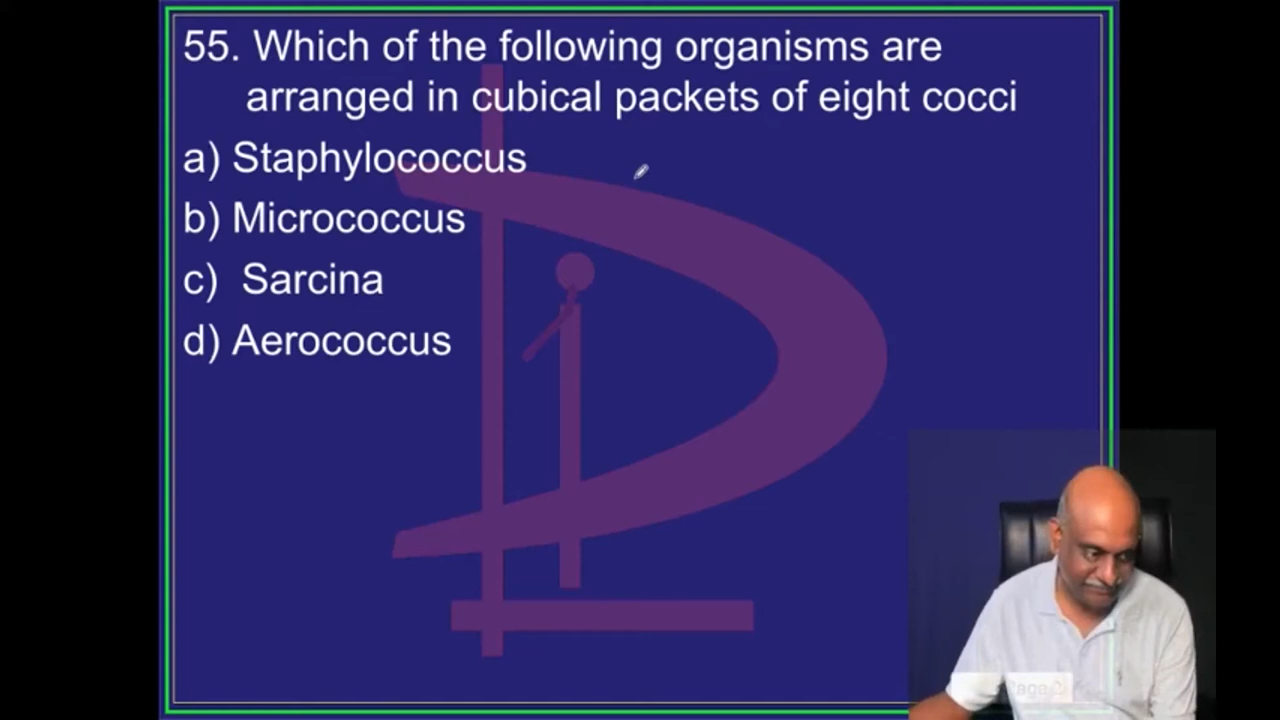 55. Which of the following organisms are
arranged in cubical packets of eight cocci
a) Staphylococcus
b) Micrococcus
c) Sarcina
d) Aerococcus